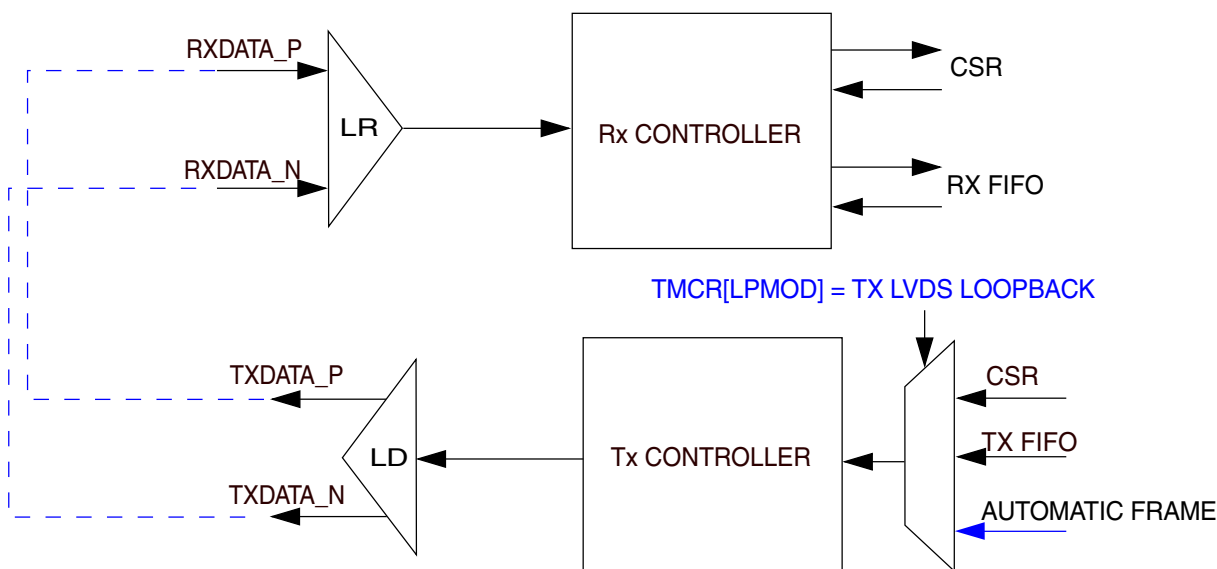 RXDATA_P
CSR
LR
Rx CONTROLLER
RXDATA_N
RX FIFO
TMCR[LPMOD] = TX LVDS LOOPBACK
TXDATA_P
CSR
TX FIFO
LD
Tx CONTROLLER
TXDATA_N
AUTOMATIC FRAME